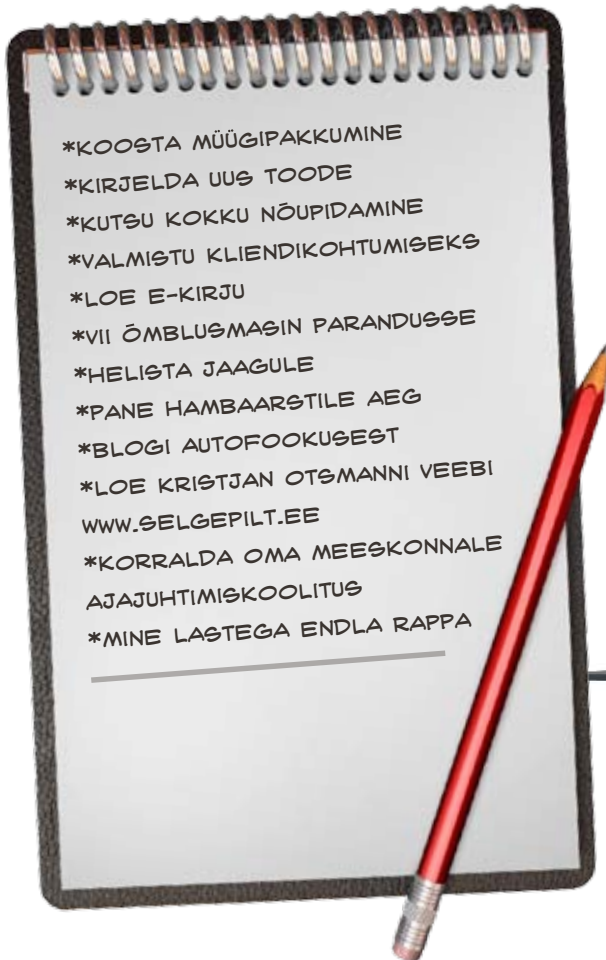 *KOOSTA MÜÜGIPAKKUMINE
*KIRJELDA UUS TOODE
*KUTSU KOKKU NÕUPIDAMINE
*VALMISTU KLIENDIKOHTUMISEKS
*LOE E-KIRJU
*VII ÕMBLUSMASIN PARANDUSSE
*HELISTA JAAGULE
*PANE HAMBAARSTILE AEG
*BLOGI AUTOFOOKUSEST
*LOE KRISTJAN OTSMANNI VEEBI
WWW.SELGEPILT.EE
*KORRALDA OMA MEESKONNALE
AJAJUHTIMISKOOLITUS
*MINE LASTEGA ENDLA RAPPA